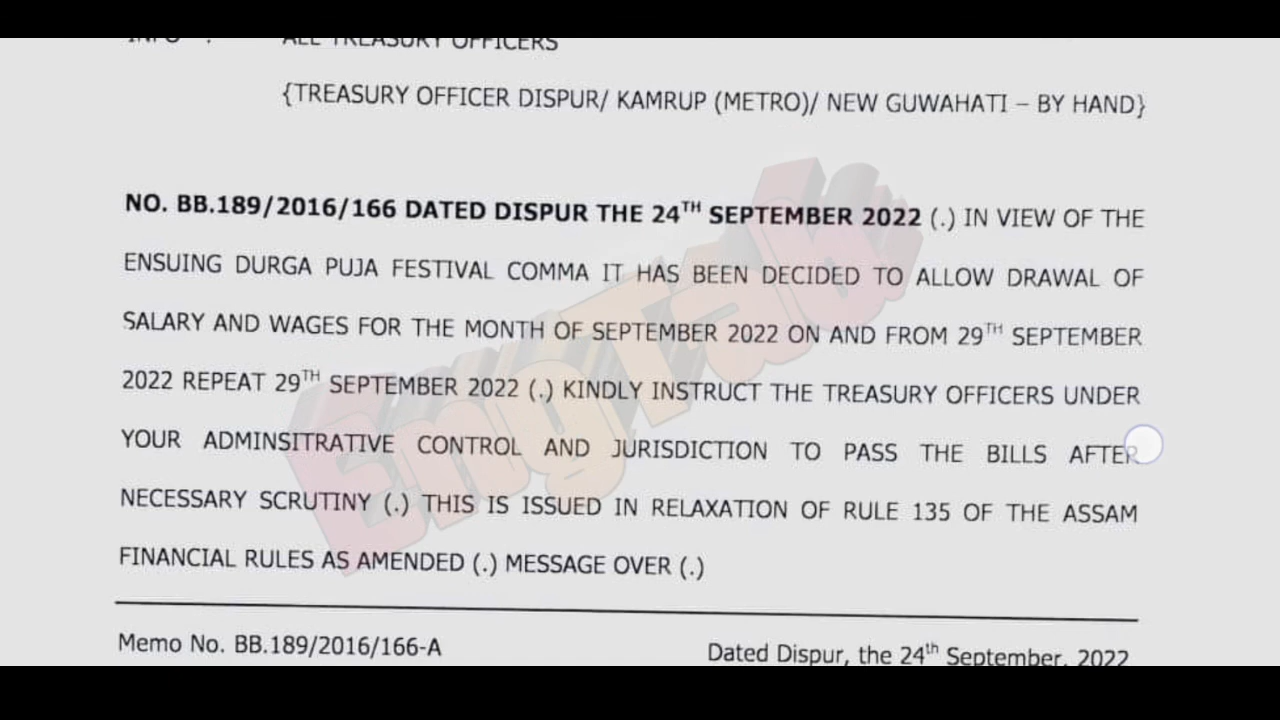 INFO : ALL TREASURY OFFICERS
{TREASURY OFFICER DISPUR/ KAMRUP (METRO)/ NEW GUWAHATI – BY HAND}
NO. BB.189/2016/166 DATED DISPUR THE 24TH SEPTEMBER 2022 (.) IN VIEW OF THE
ENSUING DURGA PUJA FESTIVAL COMMA IT HAS BEEN DECIDED TO ALLOW DRAWAL OF
SALARY AND WAGES FOR THE MONTH OF SEPTEMBER 2022 ON AND FROM 29TH SEPTEMBER
2022 REPEAT 29TH SEPTEMBER 2022 (.) KINDLY INSTRUCT THE TREASURY OFFICERS UNDER
YOUR ADMINSITRATIVE CONTROL AND JURISDICTION TO PASS THE BILLS AFTER
NECESSARY SCRUTINY (.) THIS IS ISSUED IN RELAXATION OF RULE 135 OF THE ASSAM
FINANCIAL RULES AS AMENDED (.) MESSAGE OVER (.)
Memo No. BB.189/2016/166-A Dated Dispur, the 24th September, 2022
EngTalk